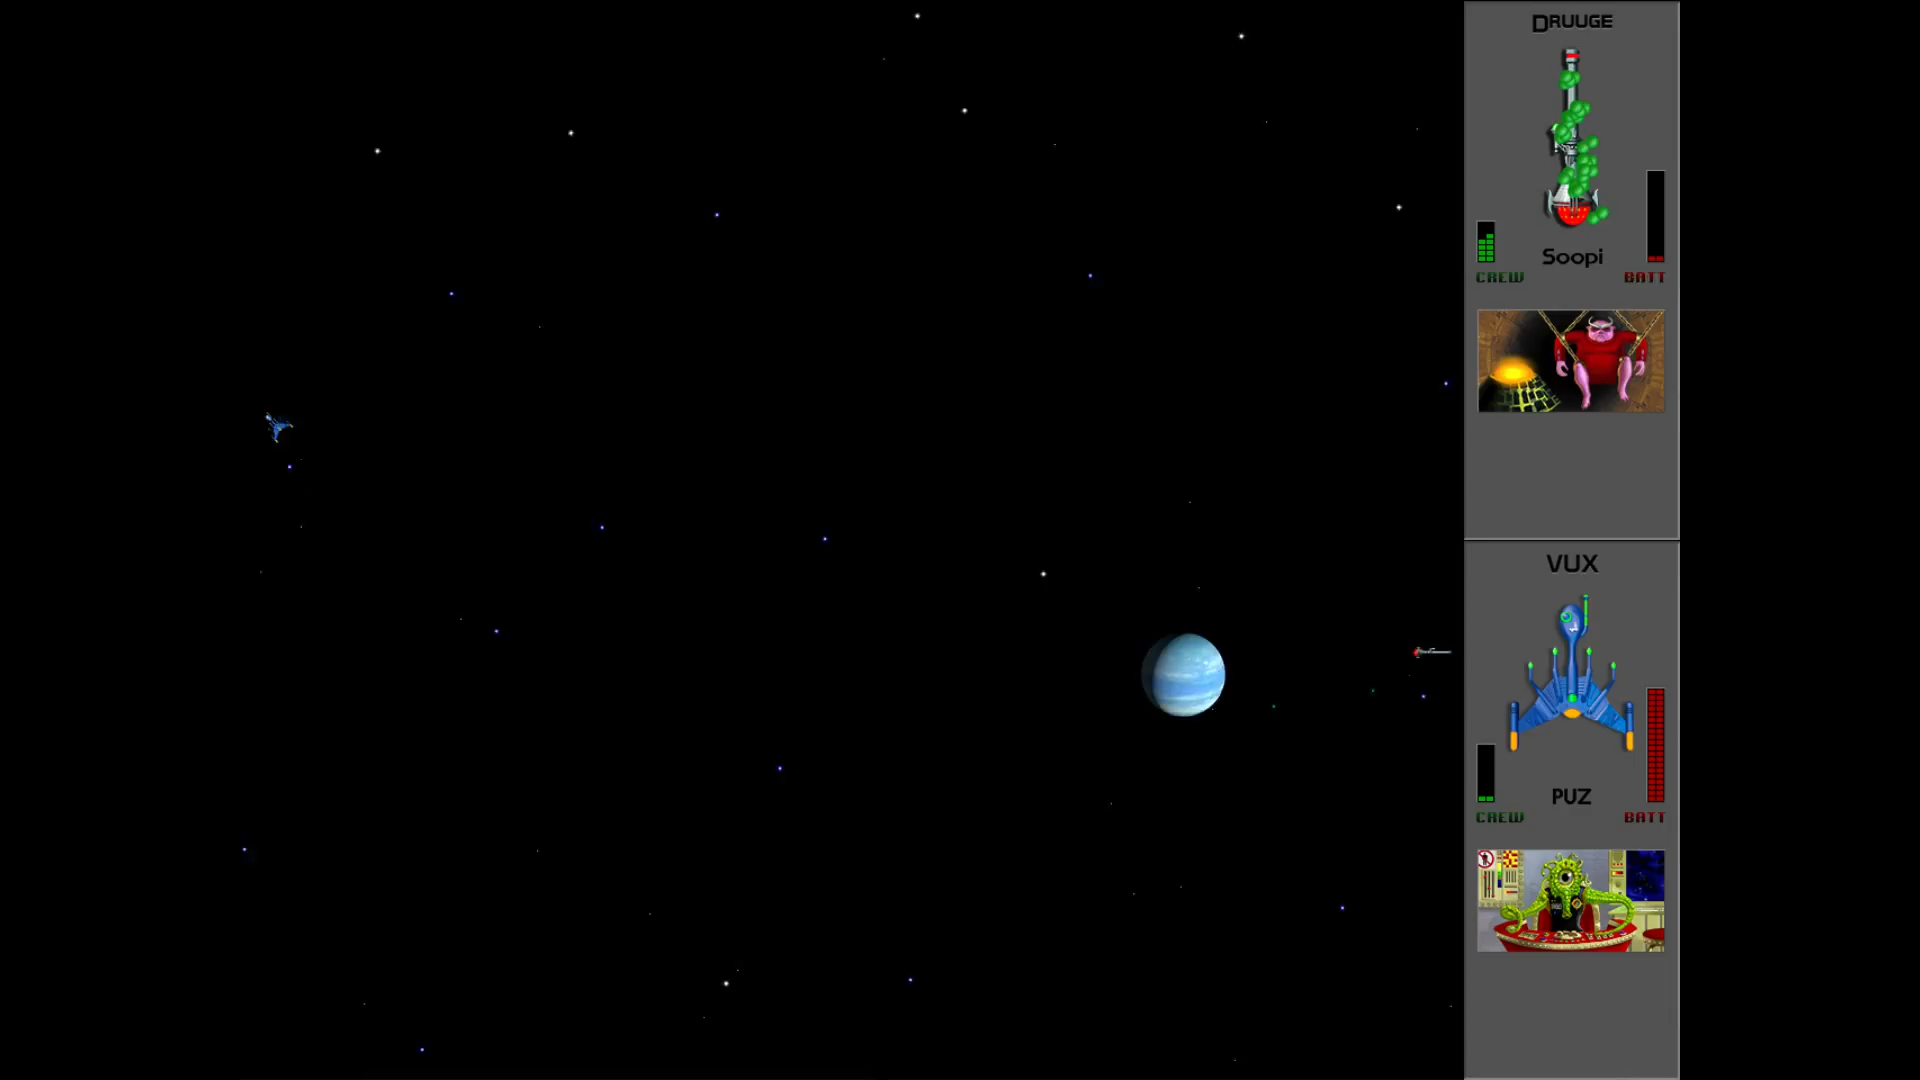 DRUUGE
Soopi
CREW
BATT
VUX
PUZ
CREW
BATT